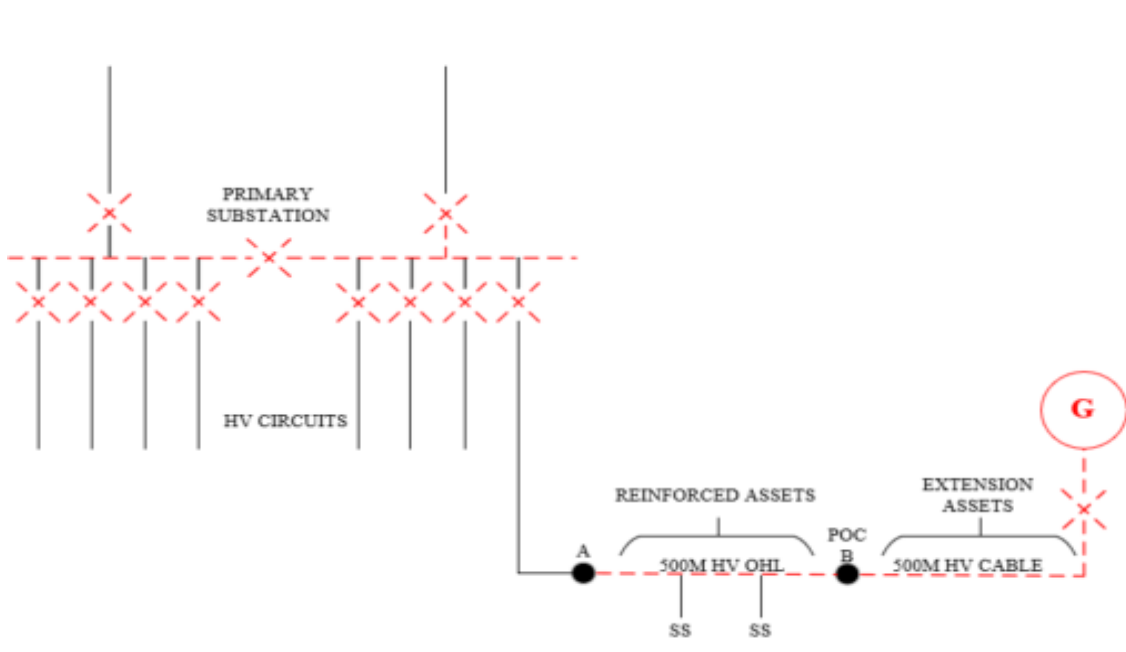 PRIMARY
SUBSTATION
HV CIRCUITS
G
REINFORCED ASSETS
EXTENSION
ASSETS
A
500M HV OHL
POC
B
500M HV CABLE
SS
SS